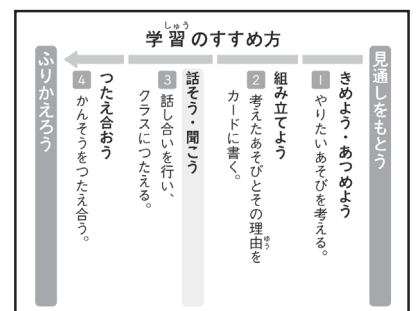 学習のすすめ方
しゅう
見通しをもとう
きめよう・あつめよう
1 やりたいあそびを考える。
組み立てよう
2 考えたあそびとその理由を
ゆう
カードに書く。
話そう・聞こう
3 話し合いを行い、
クラスにつたえる。
つたえ合おう
4 かんそうをつたえ合う。
ふりかえろう